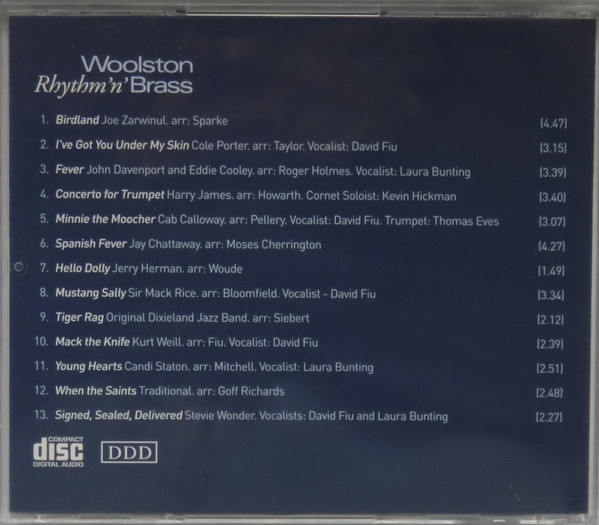 Woolston
Rhythm'n'Brass
1. Birdland Joe Zarwinul. arr: Sparke (4.47)
2. I've Got You Under My Skin Cole Porter. arr: Taylor. Vocalist: David Fiu (3.15)
3. Fever John Davenport and Eddie Cooley. arr: Roger Holmes. Vocalist: Laura Bunting (3.39)
4. Concerto for Trumpet Harry James. arr: Howarth. Cornet Soloist: Kevin Hickman (3.40)
5. Minnie the Moocher Cab Calloway. arr: Pellery. Vocalist: David Fiu. Trumpet: Thomas Eves (3.07)
6. Spanish Fever Jay Chattaway. arr: Moses Cherrington (4.27)
7. Hello Dolly Jerry Herman. arr: Woude (1.49)
8. Mustang Sally Sir Mack Rice. arr: Bloomfield. Vocalist - David Fiu (3.34)
9. Tiger Rag Original Dixieland Jazz Band. arr: Siebert (2.12)
10. Mack the Knife Kurt Weill. arr: Fiu. Vocalist: David Fiu (2.39)
11. Young Hearts Candi Staton. arr: Mitchell. Vocalist: Laura Bunting (2.51)
12. When the Saints Traditional. arr: Goff Richards (2.48)
13. Signed, Sealed, Delivered Stevie Wonder. Vocalists: David Fiu and Laura Bunting (2.27)
COMPACT
disc
DIGITAL AUDIO
DDD